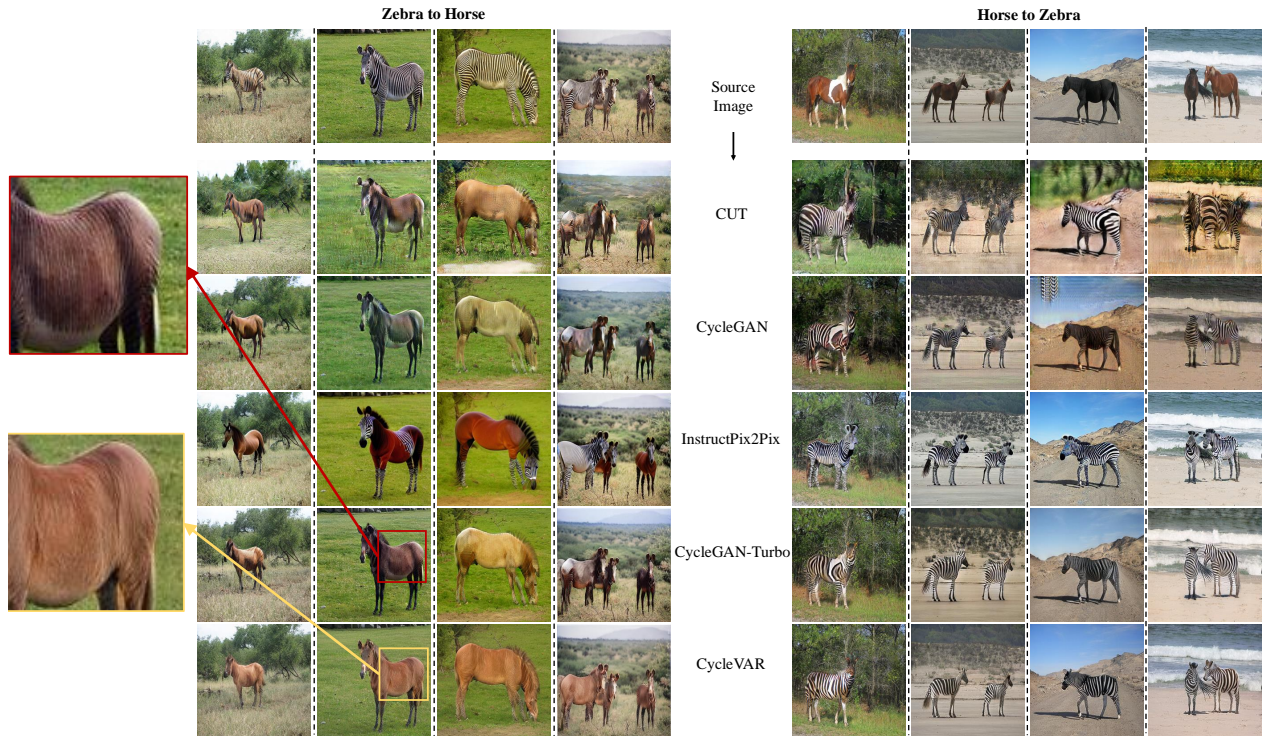 Zebra to Horse
Horse to Zebra
Source
Image
CUT
CycleGAN
InstructPix2Pix
CycleGAN-Turbo
CycleVAR